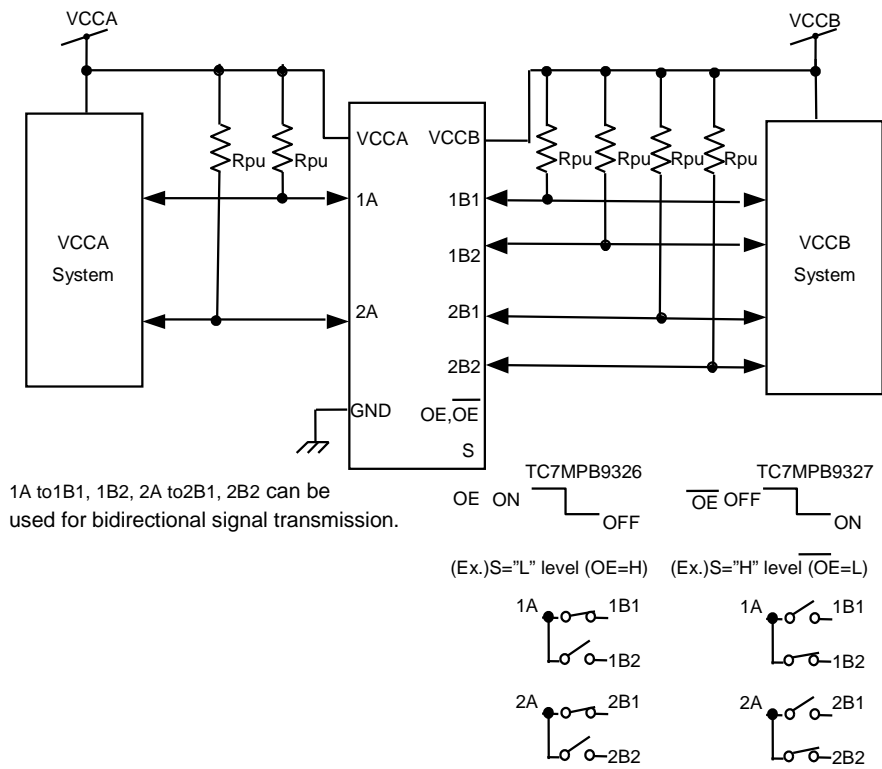 VCCA
VCCB
VCCA
VCCB
Rpu
Rpu
Rpu
Rpu
Rpu
Rpu
1A
1B1
VCCA
System
1B2
VCCB
System
2A
2B1
2B2
GND
OE,O̅E̅
S
1A to1B1, 1B2, 2A to2B1, 2B2 can be
used for bidirectional signal transmission.
TC7MPB9326
TC7MPB9327
OE ON
OFF
O̅E̅ OFF
ON
(Ex.)S="L" level (OE=H)
(Ex.)S="H" level (O̅E̅=L)
1A
1B1
1B2
1A
1B1
1B2
2A
2B1
2B2
2A
2B1
2B2